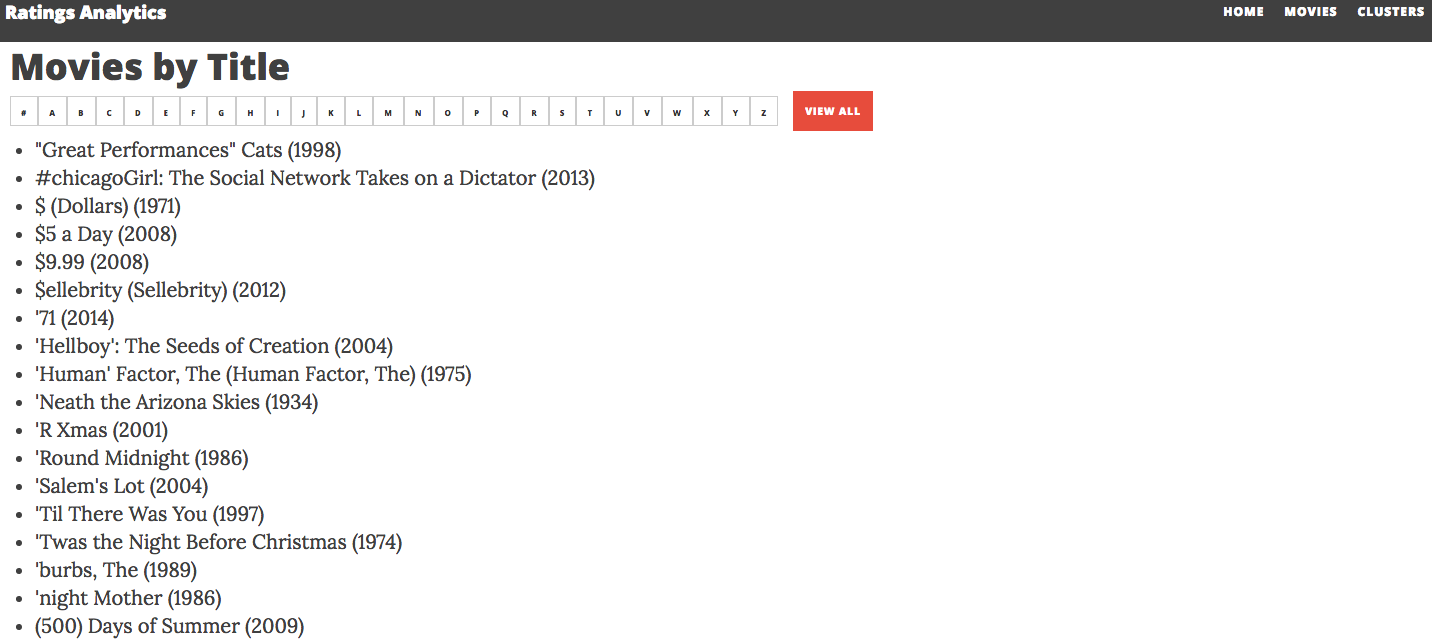 Ratings Analytics HOME MOVIES CLUSTERS
Movies by Title
# A B C D E F G H I J K L M N O P Q R S T U V W X Y Z VIEW ALL
"Great Performances" Cats (1998)
#chicagoGirl: The Social Network Takes on a Dictator (2013)
$ (Dollars) (1971)
$5 a Day (2008)
$9.99 (2008)
$ellebrity (Sellebrity) (2012)
'71 (2014)
'Hellboy': The Seeds of Creation (2004)
'Human' Factor, The (Human Factor, The) (1975)
'Neath the Arizona Skies (1934)
'R Xmas (2001)
'Round Midnight (1986)
'Salem's Lot (2004)
'Til There Was You (1997)
'Twas the Night Before Christmas (1974)
'burbs, The (1989)
'night Mother (1986)
(500) Days of Summer (2009)